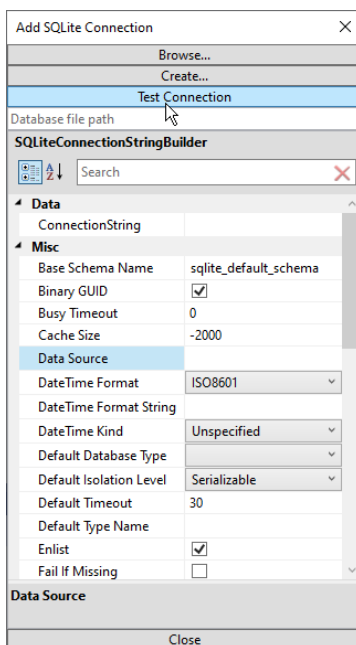 Add SQLite Connection
Browse...
Create...
Test Connection
Database file path
SQLiteConnectionStringBuilder
A Z
Search
Data
ConnectionString
Misc
Base Schema Name sqlite_default_schema
Binary GUID
Busy Timeout 0
Cache Size -2000
Data Source
DateTime Format ISO8601
DateTime Format String
DateTime Kind Unspecified
Default Database Type
Default Isolation Level Serializable
Default Timeout 30
Default Type Name
Enlist
Fail If Missing
Data Source
Close